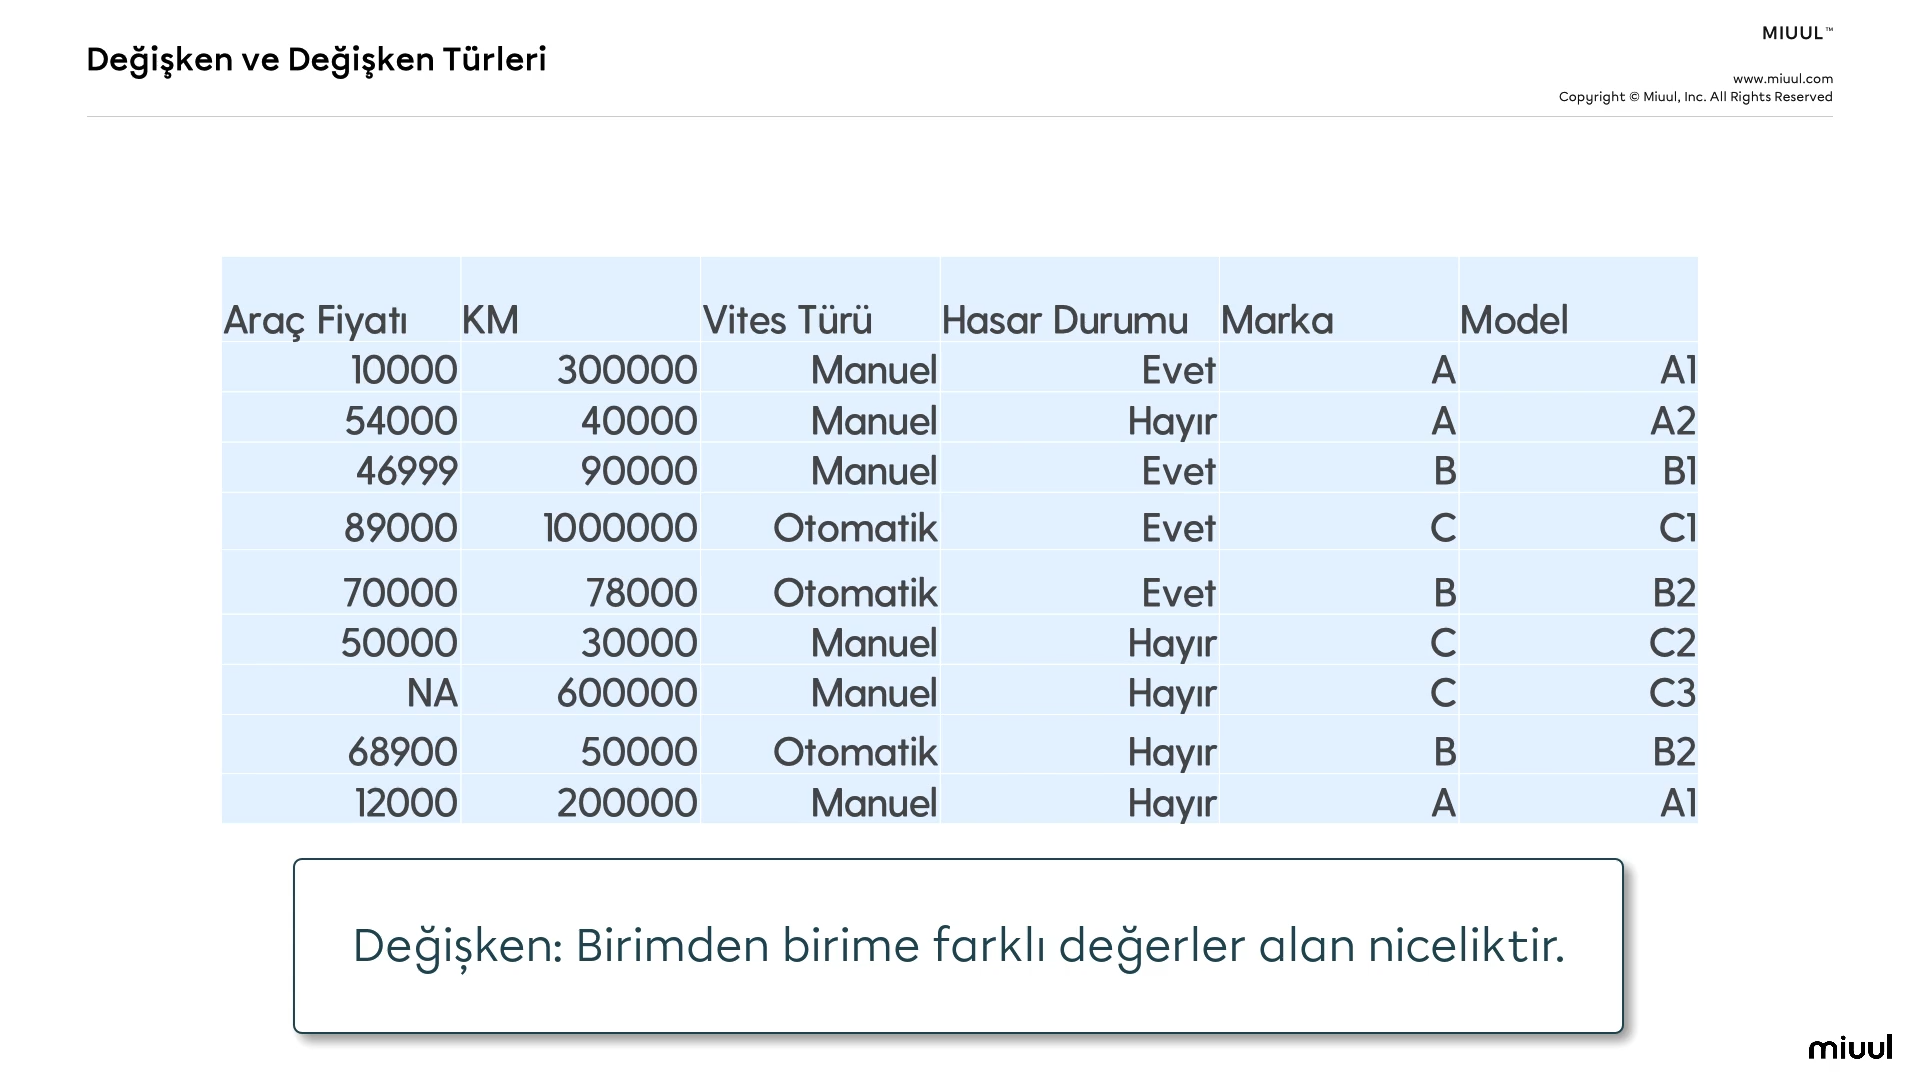 Değişken ve Değişken Türleri
MIUUL™
www.miuul.com
Copyright © Miuul, Inc. All Rights Reserved
Araç Fiyatı KM Vites Türü Hasar Durumu Marka Model
10000 300000 Manuel Evet A A1
54000 40000 Manuel Hayır A A2
46999 90000 Manuel Evet B B1
89000 1000000 Otomatik Evet C C1
70000 78000 Otomatik Evet B B2
50000 30000 Manuel Hayır C C2
NA 600000 Manuel Hayır C C3
68900 50000 Otomatik Hayır B B2
12000 200000 Manuel Hayır A A1
Değişken: Birimden birime farklı değerler alan niceliktir.
miuul